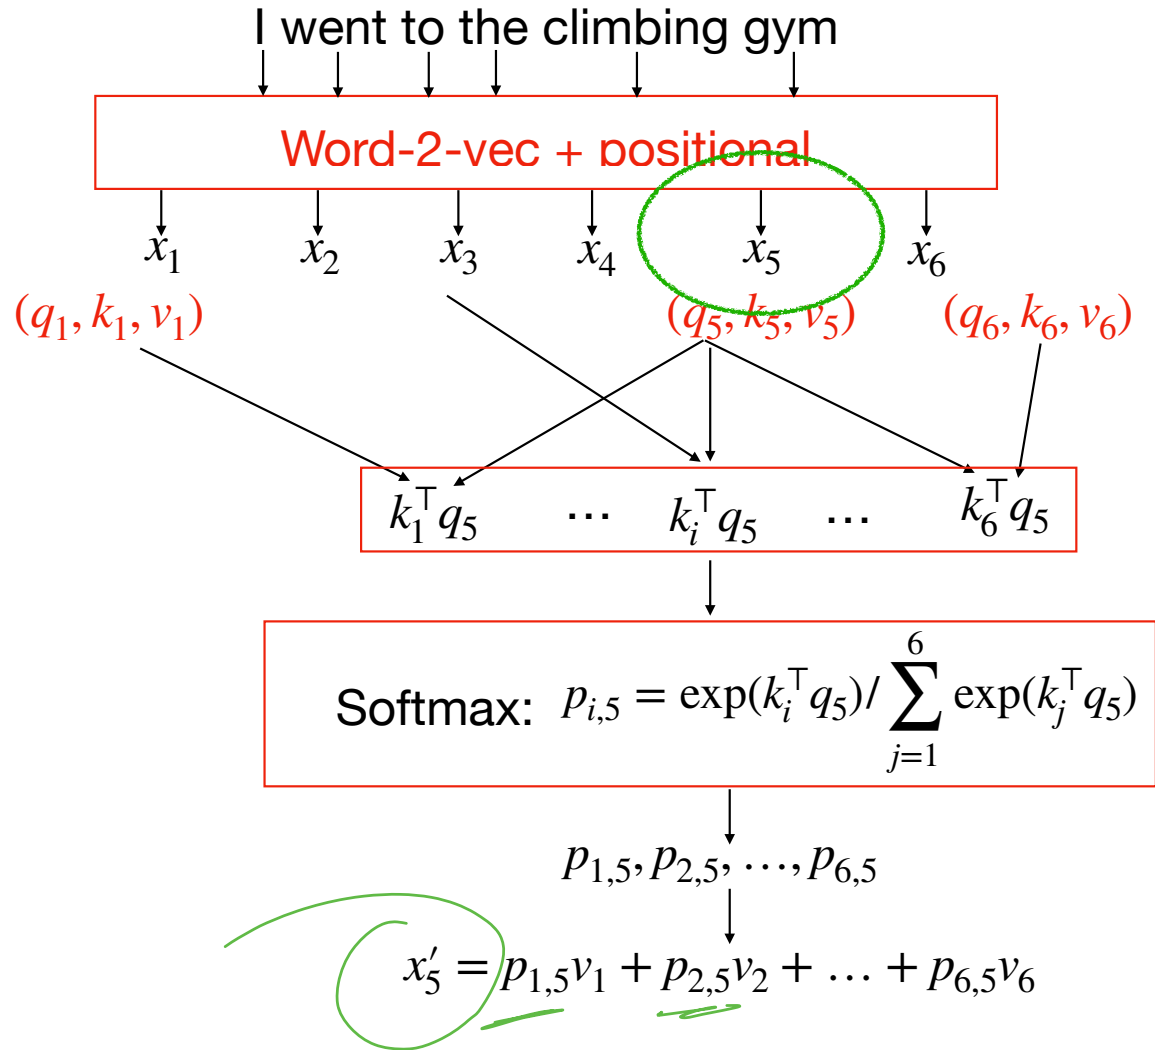 I went to the climbing gym
Word-2-vec + positional
x₁ x₂ x₃ x₄ x₅ x₆
(q₁, k₁, v₁) (q₅, k₅, v₅) (q₆, k₆, v₆)
k₁⊤q₅ … kᵢ⊤q₅ … k₆⊤q₅
Softmax: pᵢ,₅ = exp(kᵢ⊤q₅)/ ∑_{j=1}^{6} exp(kⱼ⊤q₅)
p₁,₅, p₂,₅, …, p₆,₅
x₅′ = p₁,₅v₁ + p₂,₅v₂ + … + p₆,₅v₆